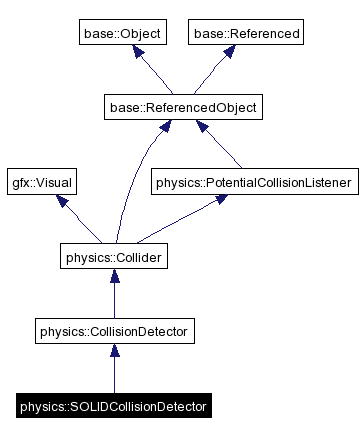 base::Object
base::Referenced
base::ReferencedObject
gfx::Visual
physics::PotentialCollisionListener
physics::Collider
physics::CollisionDetector
physics::SOLIDCollisionDetector